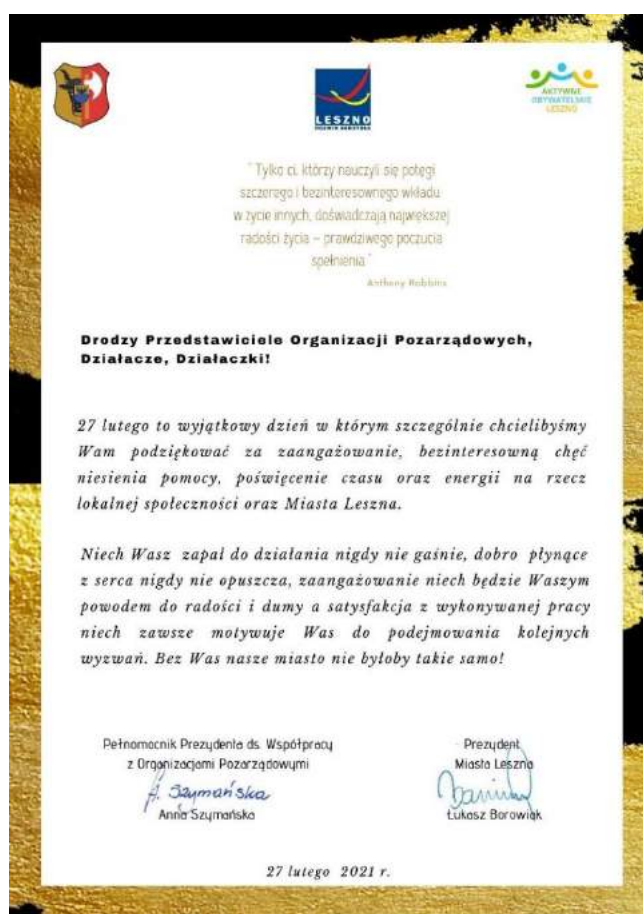 LESZNO
ROZWIŃ SKRZYDŁA
AKTYWNE
OBYWATELSKIE
LESZNO
"Tylko ci, którzy nauczyli się potęgi
szczerego i bezinteresownego wkładu
w życie innych, doświadczają największej
radości życia – prawdziwego poczucia
spełnienia."
Anthony Robbins
Drodzy Przedstawiciele Organizacji Pozarządowych,
Działacze, Działaczki!
27 lutego to wyjątkowy dzień w którym szczególnie chcielibyśmy
Wam podziękować za zaangażowanie, bezinteresowną chęć
niesienia pomocy, poświęcenie czasu oraz energii na rzecz
lokalnej społeczności oraz Miasta Leszna.
Niech Wasz zapał do działania nigdy nie gaśnie, dobro płynące
z serca nigdy nie opuszcza, zaangażowanie niech będzie Waszym
powodem do radości i dumy a satysfakcja z wykonywanej pracy
niech zawsze motywuje Was do podejmowania kolejnych
wyzwań. Bez Was nasze miasto nie byłoby takie samo!
Pełnomocnik Prezydenta ds. Współpracy
z Organizacjami Pozarządowymi
A. Szymańska
Anna Szymańska
Prezydent
Miasta Leszna
Łukasz Borowiak
27 lutego 2021 r.